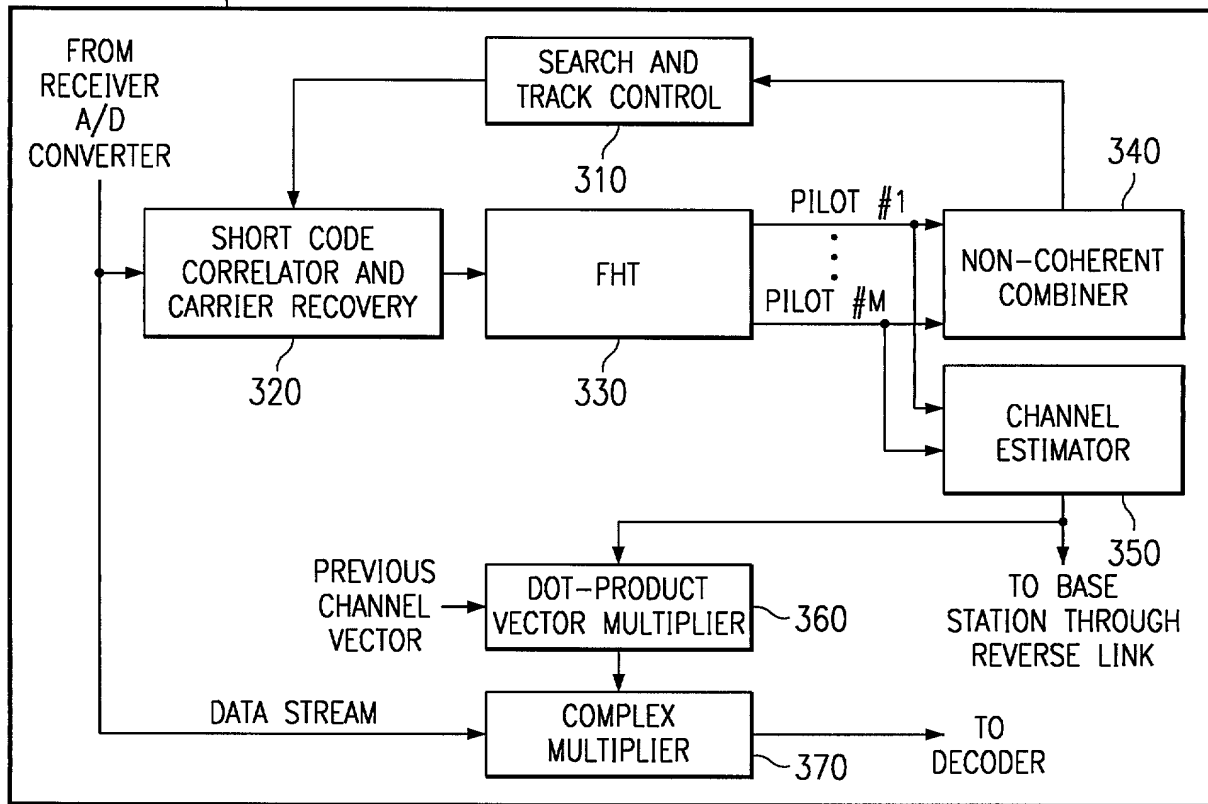 FROM
RECEIVER
A/D
CONVERTER
SEARCH AND
TRACK CONTROL
310
340
SHORT CODE
CORRELATOR AND
CARRIER RECOVERY
320
FHT
330
PILOT #1
PILOT #M
NON-COHERENT
COMBINER
CHANNEL
ESTIMATOR
350
PREVIOUS
CHANNEL
VECTOR
DOT-PRODUCT
VECTOR MULTIPLIER
360
TO BASE
STATION THROUGH
REVERSE LINK
DATA STREAM
COMPLEX
MULTIPLIER
370
TO
DECODER